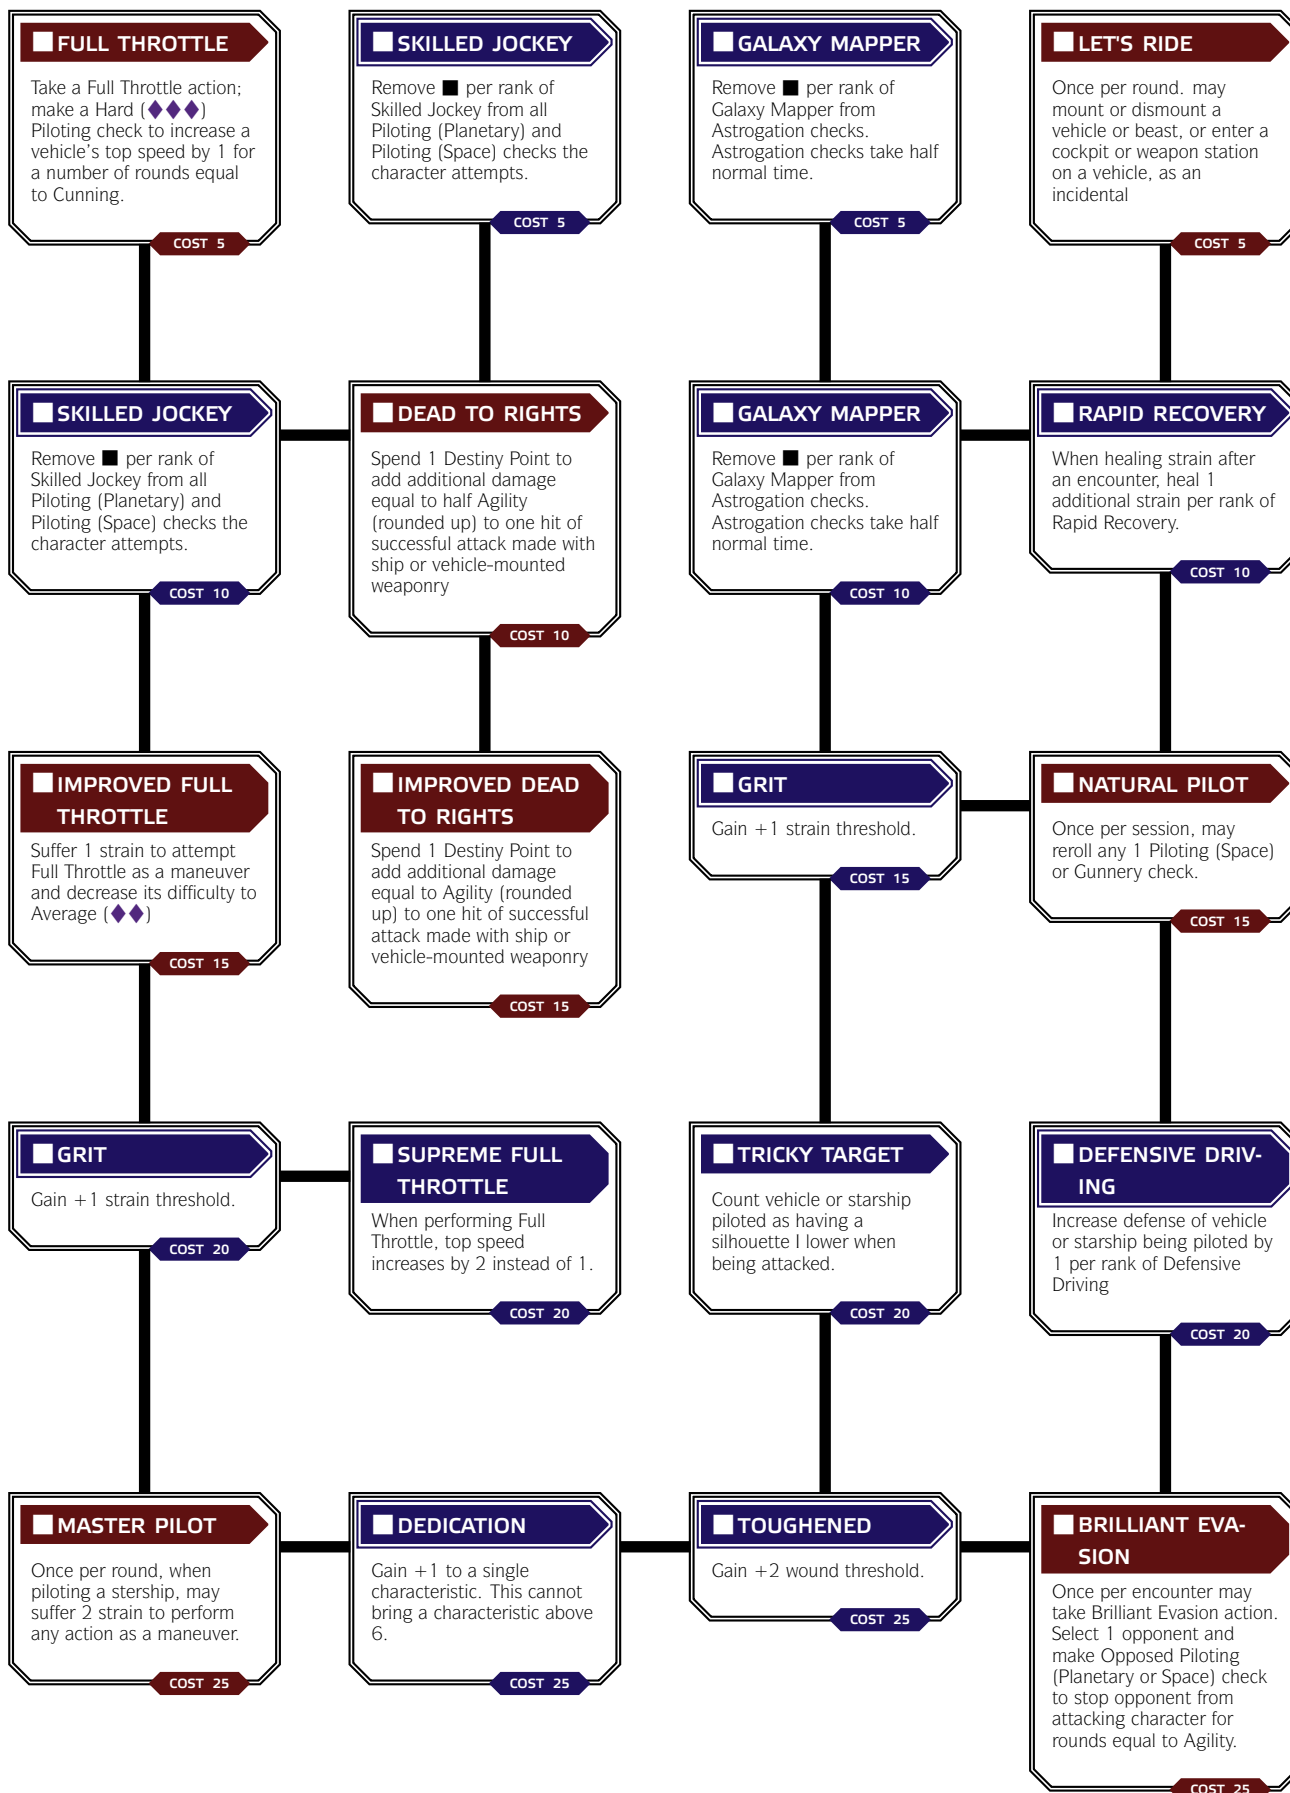 FULL THROTTLE
Take a Full Throttle action;
make a Hard (♦♦♦)
Piloting check to increase a
vehicle's top speed by 1 for
a number of rounds equal
to Cunning.
COST 5
SKILLED JOCKEY
Remove ■ per rank of
Skilled Jockey from all
Piloting (Planetary) and
Piloting (Space) checks the
character attempts.
COST 5
GALAXY MAPPER
Remove ■ per rank of
Galaxy Mapper from
Astrogation checks.
Astrogation checks take half
normal time.
COST 5
LET'S RIDE
Once per round. may
mount or dismount a
vehicle or beast, or enter a
cockpit or weapon station
on a vehicle, as an
incidental
COST 5
SKILLED JOCKEY
Remove ■ per rank of
Skilled Jockey from all
Piloting (Planetary) and
Piloting (Space) checks the
character attempts.
COST 10
DEAD TO RIGHTS
Spend 1 Destiny Point to
add additional damage
equal to half Agility
(rounded up) to one hit of
successful attack made with
ship or vehicle-mounted
weaponry
COST 10
GALAXY MAPPER
Remove ■ per rank of
Galaxy Mapper from
Astrogation checks.
Astrogation checks take half
normal time.
COST 10
RAPID RECOVERY
When healing strain after
an encounter, heal 1
additional strain per rank of
Rapid Recovery.
COST 10
IMPROVED FULL
THROTTLE
Suffer 1 strain to attempt
Full Throttle as a maneuver
and decrease its difficulty to
Average (♦♦)
COST 15
IMPROVED DEAD
TO RIGHTS
Spend 1 Destiny Point to
add additional damage
equal to Agility (rounded
up) to one hit of successful
attack made with ship or
vehicle-mounted weaponry
COST 15
GRIT
Gain +1 strain threshold.
COST 15
NATURAL PILOT
Once per session, may
reroll any 1 Piloting (Space)
or Gunnery check.
COST 15
GRIT
Gain +1 strain threshold.
COST 20
SUPREME FULL
THROTTLE
When performing Full
Throttle, top speed
increases by 2 instead of 1.
COST 20
TRICKY TARGET
Count vehicle or starship
piloted as having a
silhouette I lower when
being attacked.
COST 20
DEFENSIVE DRIV-
ING
Increase defense of vehicle
or starship being piloted by
1 per rank of Defensive
Driving
COST 20
MASTER PILOT
Once per round, when
piloting a stership, may
suffer 2 strain to perform
any action as a maneuver.
COST 25
DEDICATION
Gain +1 to a single
characteristic. This cannot
bring a characteristic above
6.
COST 25
TOUGHENED
Gain +2 wound threshold.
COST 25
BRILLIANT EVA-
SION
Once per encounter may
take Brilliant Evasion action.
Select 1 opponent and
make Opposed Piloting
(Planetary or Space) check
to stop opponent from
attacking character for
rounds equal to Agility.
COST 25